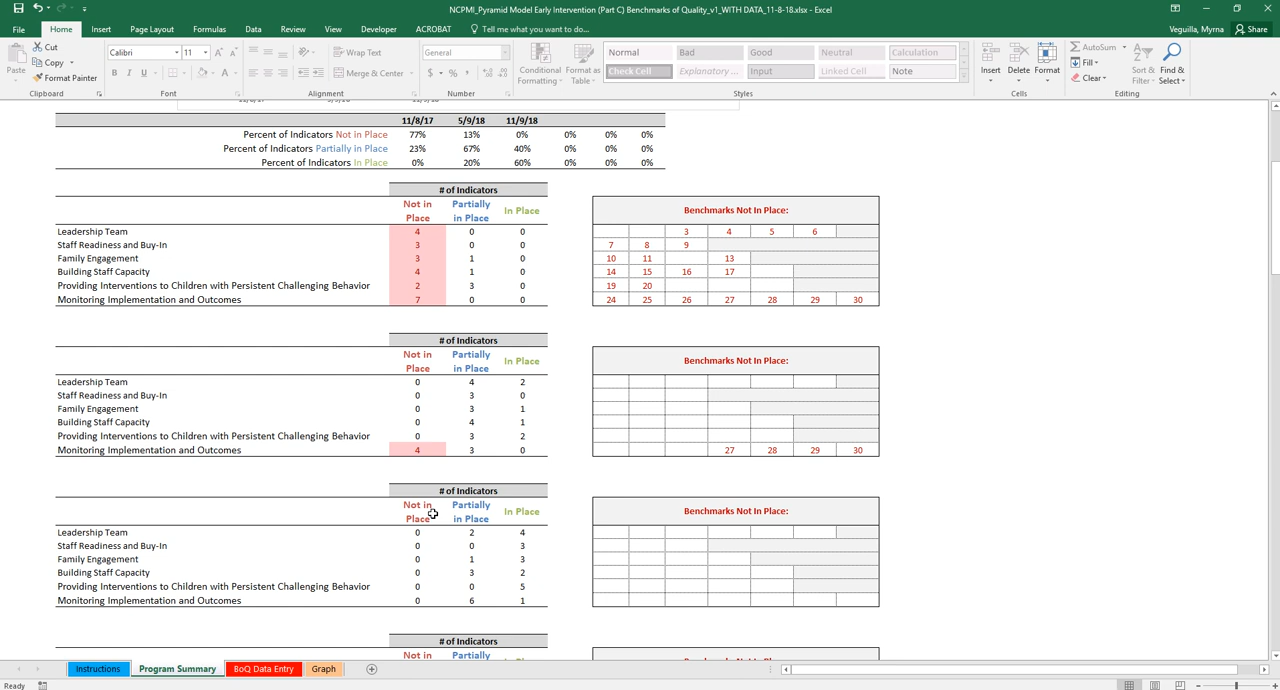 NCPMI_Pyramid Model Early Intervention (Part C) Benchmarks of Quality_v1_WITH DATA_11-8-18.xlsx - Excel
File Home Insert Page Layout Formulas Data Review View Developer ACROBAT Tell me what you want to do... Veguilla, Myrna Share
Cut
Copy
Format Painter
Paste
Clipboard
Calibri 11
B I U
Font
Wrap Text
Merge & Center
Alignment
General
$ % ,
Number
Conditional Formatting
Format as Table
Normal Bad Good Neutral Calculation
Check Cell Explanatory ... Input Linked Cell Note
Styles
Insert Delete Format
Cells
AutoSum
Fill
Clear
Sort & Filter
Find & Select
Editing
11/8/17 5/9/18 11/9/18
Percent of Indicators Not in Place 77% 13% 0% 0% 0% 0%
Percent of Indicators Partially in Place 23% 67% 40% 0% 0% 0%
Percent of Indicators In Place 0% 20% 60% 0% 0% 0%
# of Indicators
Not in Place Partially in Place In Place Benchmarks Not In Place:
Leadership Team 4 0 0 3 4 5 6
Staff Readiness and Buy-In 3 0 0 7 8 9
Family Engagement 3 1 0 10 11 13
Building Staff Capacity 4 1 0 14 15 16 17
Providing Interventions to Children with Persistent Challenging Behavior 2 3 0 19 20
Monitoring Implementation and Outcomes 7 0 0 24 25 26 27 28 29 30
# of Indicators
Not in Place Partially in Place In Place Benchmarks Not In Place:
Leadership Team 0 4 2
Staff Readiness and Buy-In 0 3 0
Family Engagement 0 3 1
Building Staff Capacity 0 4 1
Providing Interventions to Children with Persistent Challenging Behavior 0 3 2
Monitoring Implementation and Outcomes 4 3 0 27 28 29 30
# of Indicators
Not in Place Partially in Place In Place Benchmarks Not In Place:
Leadership Team 0 2 4
Staff Readiness and Buy-In 0 0 3
Family Engagement 0 1 3
Building Staff Capacity 0 3 2
Providing Interventions to Children with Persistent Challenging Behavior 0 0 5
Monitoring Implementation and Outcomes 0 6 1
# of Indicators
Not in Partially
Instructions Program Summary BoQ Data Entry Graph
Ready